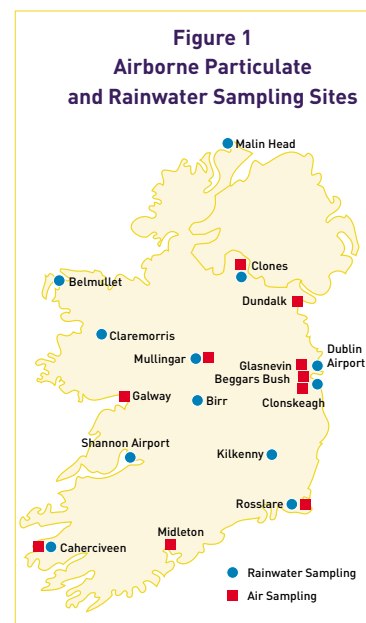 Figure 1
Airborne Particulate
and Rainwater Sampling Sites
Malin Head
Clones
Belmullet
Dundalk
Claremorris
Mullingar
Glasnevin
Dublin
Airport
Beggars Bush
Galway
Birr
Clonskeagh
Shannon Airport
Kilkenny
Rosslare
Midleton
Caherciveen
Rainwater Sampling
Air Sampling